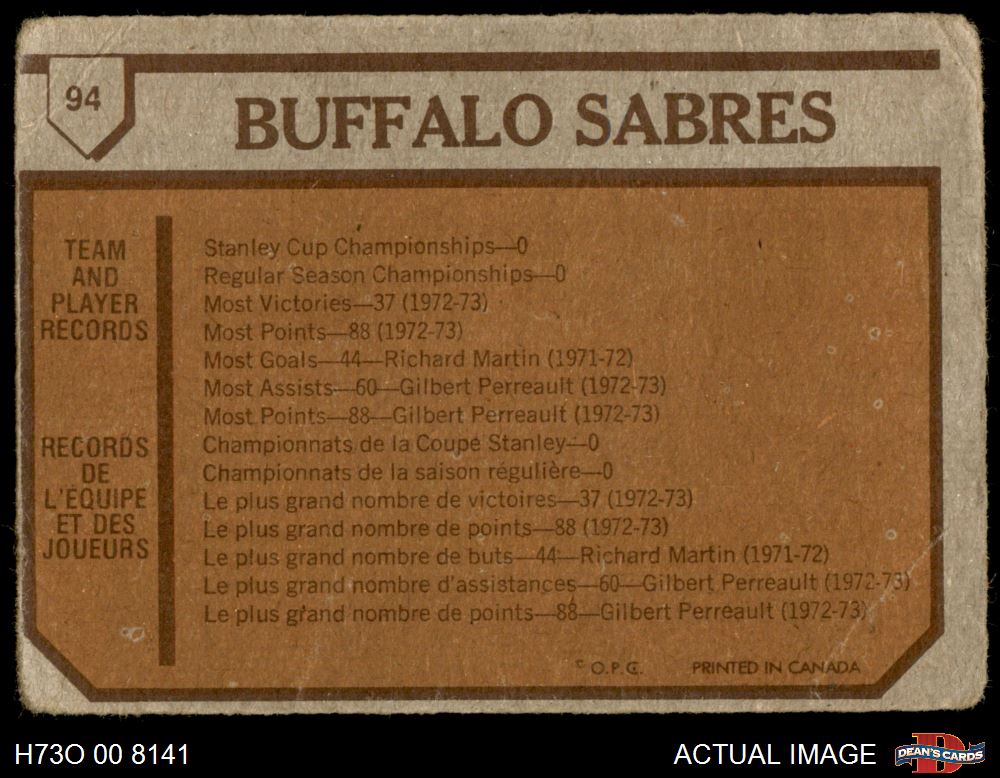 94
BUFFALO SABRES
TEAM
AND
PLAYER
RECORDS
Stanley Cup Championships—0
Regular Season Championships—0
Most Victories—37 (1972-73)
Most Points—88 (1972-73)
Most Goals—44—Richard Martin (1971-72)
Most Assists—60—Gilbert Perreault (1972-73)
Most Points—88—Gilbert Perreault (1972-73)
RECORDS
DE
L'ÉQUIPE
ET DES
JOUEURS
Championnats de la Coupe Stanley—0
Championnats de la saison régulière—0
Le plus grand nombre de victoires—37 (1972-73)
Le plus grand nombre de points—88 (1972-73)
Le plus grand nombre de buts—44—Richard Martin (1971-72)
Le plus grand nombre d'assistances—60—Gilbert Perreault (1972-73)
Le plus grand nombre de points—88—Gilbert Perreault (1972-73)
© O.P.C. PRINTED IN CANADA
H73O 00 8141
ACTUAL IMAGE
D
DEAN'S CARDS